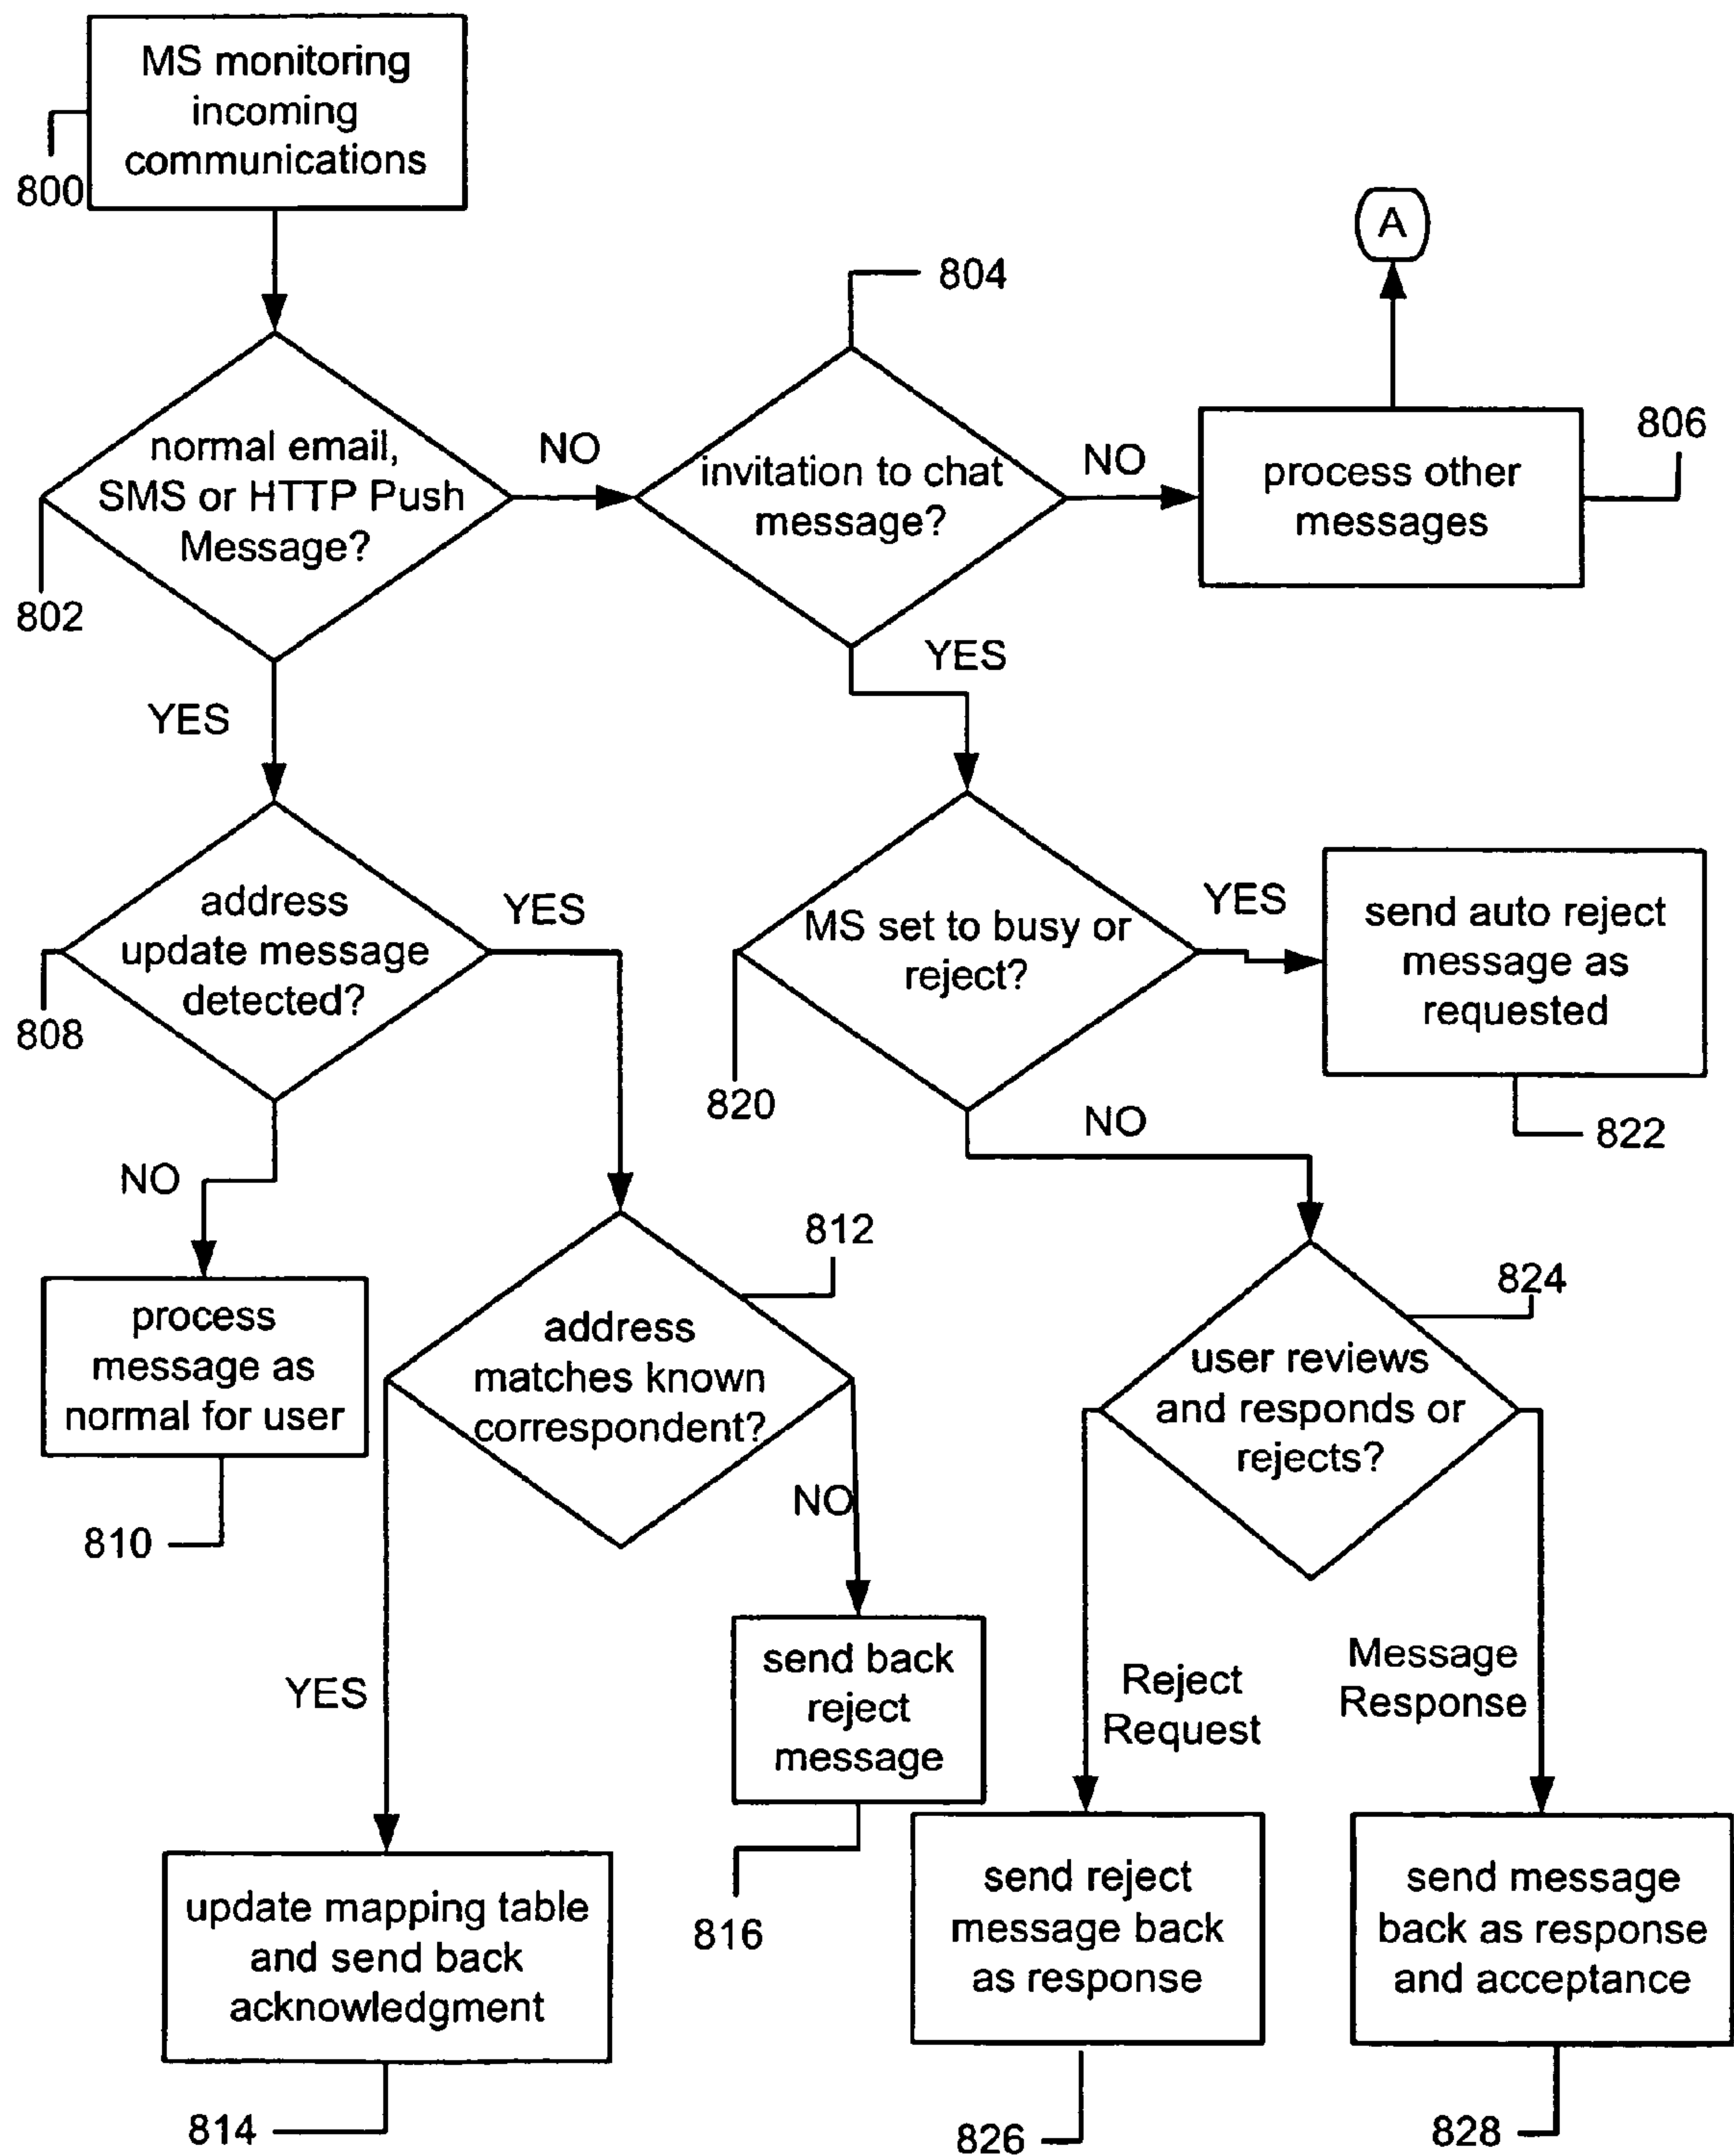 MS monitoring
incoming
communications
800
A
804
normal email,
SMS or HTTP Push
Message?
802
NO
invitation to chat
message?
NO
process other
messages
806
YES
YES
address
update message
detected?
808
YES
MS set to busy or
reject?
820
YES
send auto reject
message as
requested
822
NO
NO
process
message as
normal for user
810
812
address
matches known
correspondent?
824
user reviews
and responds or
rejects?
NO
YES
send back
reject
message
816
Reject
Request
Message
Response
update mapping table
and send back
acknowledgment
814
send reject
message back
as response
826
send message
back as response
and acceptance
828